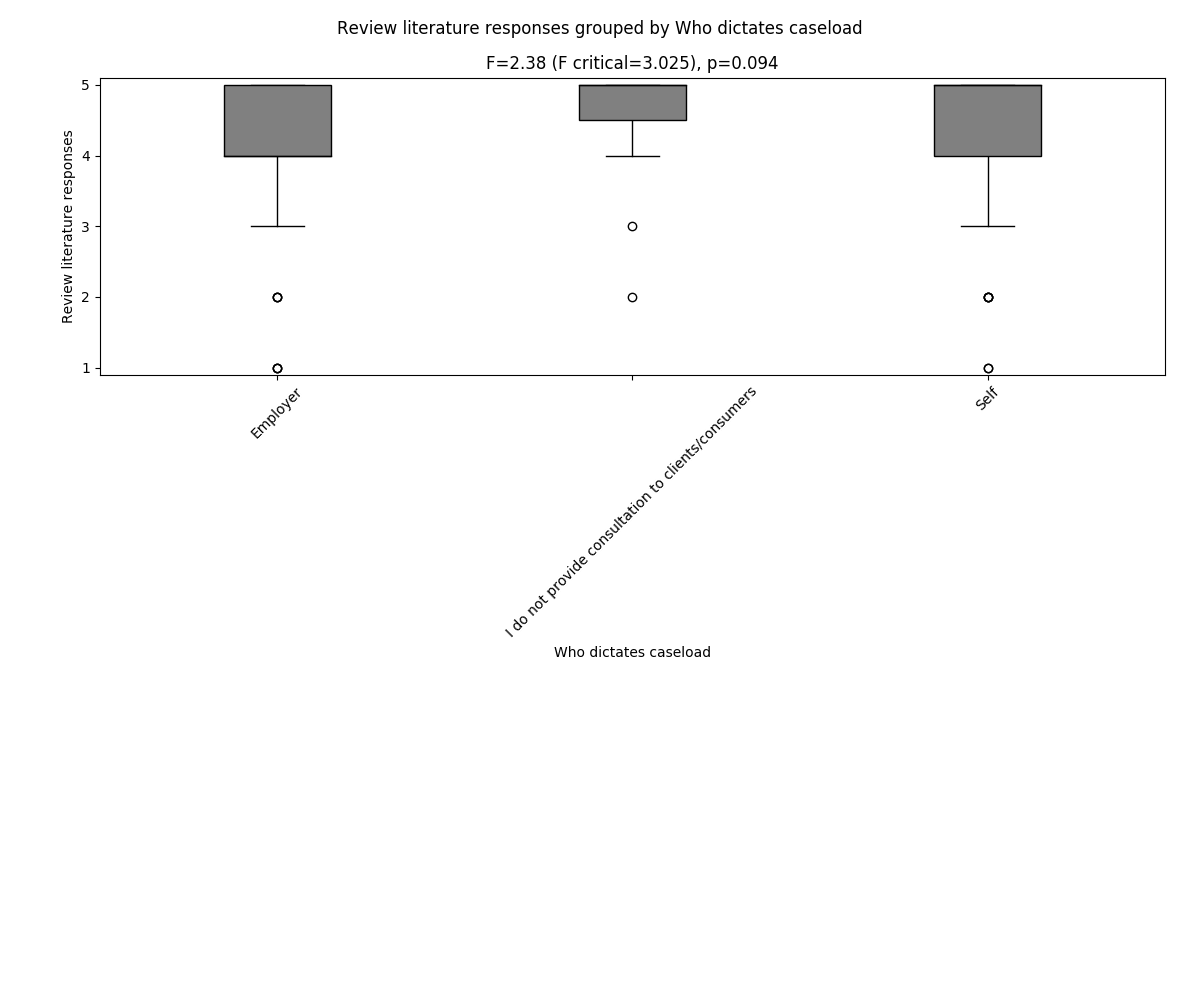 Review literature responses grouped by Who dictates caseload
F=2.38 (F critical=3.025), p=0.094
Review literature responses
5
4
3
2
1
Employer
I do not provide consultation to clients/consumers
Self
Who dictates caseload